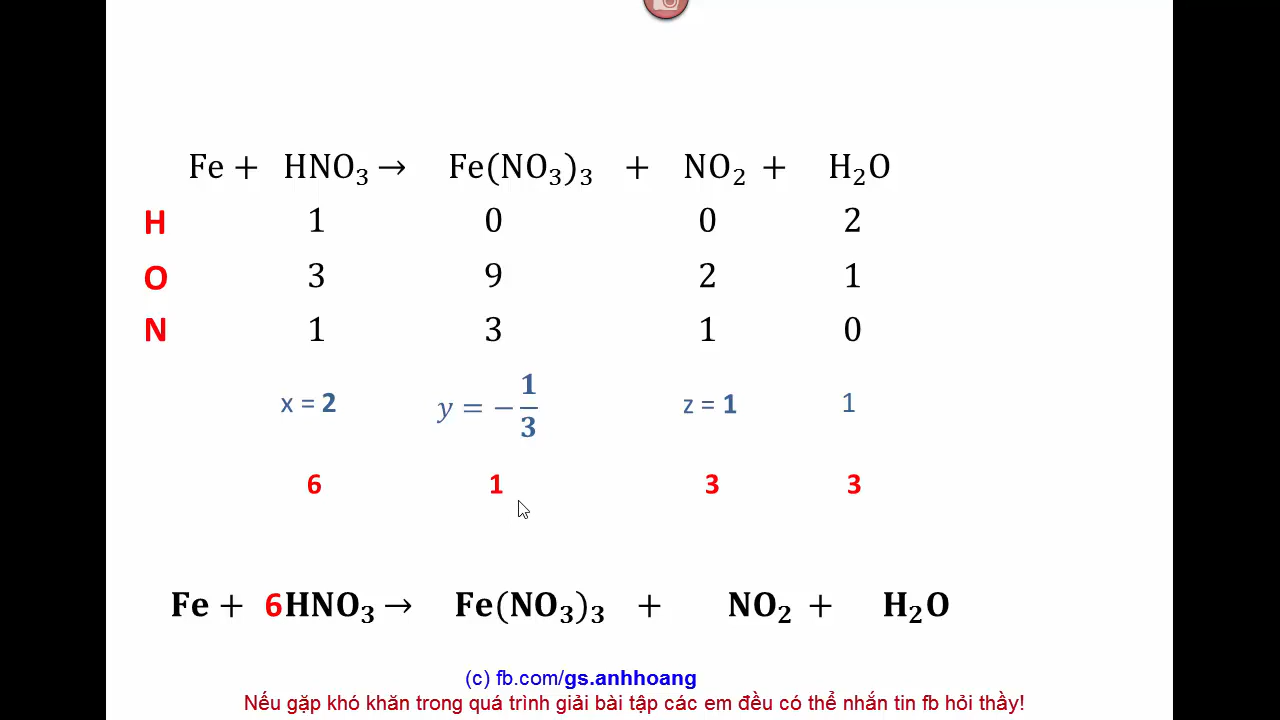 Fe + HNO₃ → Fe(NO₃)₃ + NO₂ + H₂O
H 1 0 0 2
O 3 9 2 1
N 1 3 1 0
x = 2 y = −1/3 z = 1 1
6 1 3 3
Fe + 6HNO₃ → Fe(NO₃)₃ + NO₂ + H₂O
(c) fb.com/gs.anhhoang
Nếu gặp khó khăn trong quá trình giải bài tập các em đều có thể nhắn tin fb hỏi thầy!